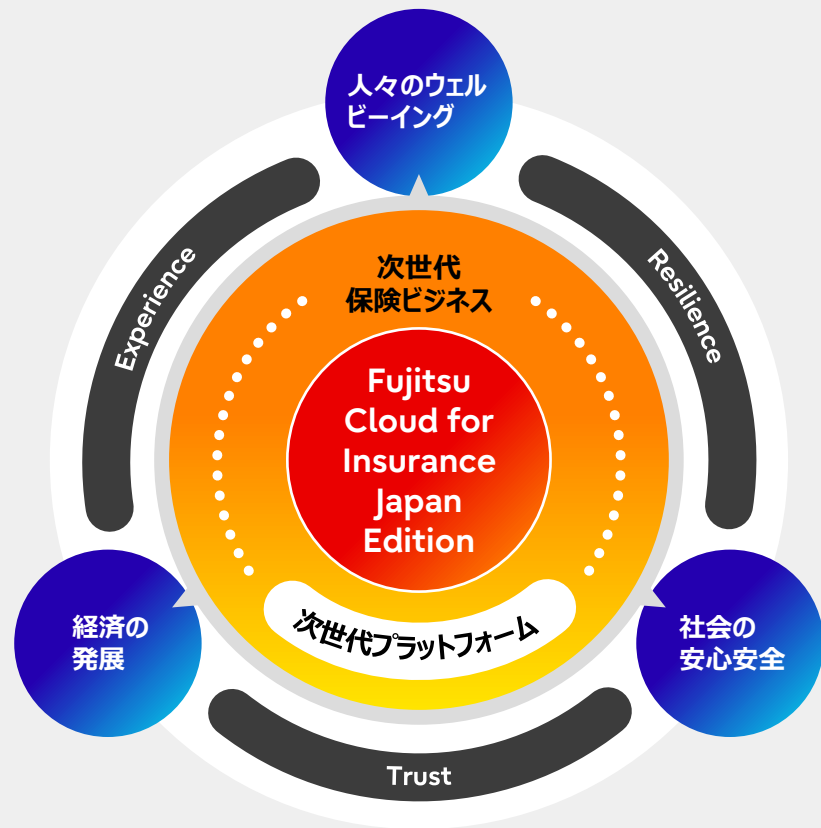 人々のウェル
ビーイング
Experience
Resilience
次世代
保険ビジネス
Fujitsu
Cloud for
Insurance
Japan
Edition
次世代プラットフォーム
経済の
発展
社会の
安心安全
Trust